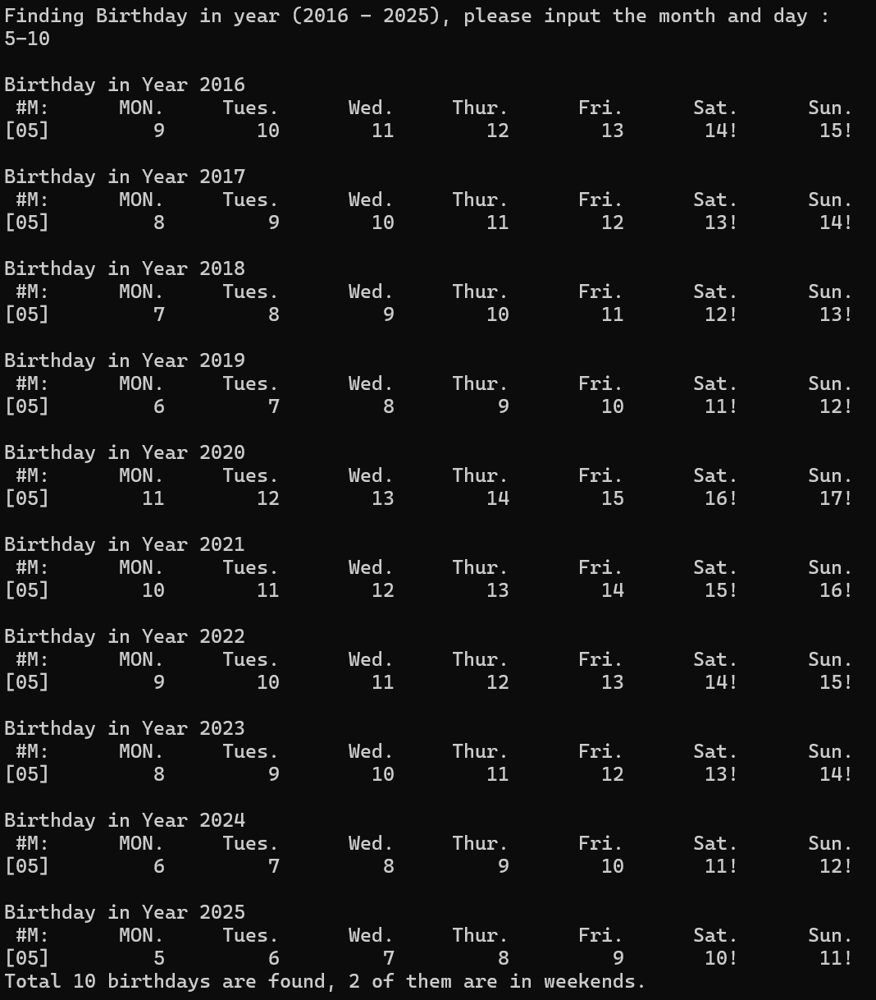 Finding Birthday in year (2016 - 2025), please input the month and day :
5-10
Birthday in Year 2016
#M: MON. Tues. Wed. Thur. Fri. Sat. Sun.
[05] 9 10 11 12 13 14! 15!
Birthday in Year 2017
#M: MON. Tues. Wed. Thur. Fri. Sat. Sun.
[05] 8 9 10 11 12 13! 14!
Birthday in Year 2018
#M: MON. Tues. Wed. Thur. Fri. Sat. Sun.
[05] 7 8 9 10 11 12! 13!
Birthday in Year 2019
#M: MON. Tues. Wed. Thur. Fri. Sat. Sun.
[05] 6 7 8 9 10 11! 12!
Birthday in Year 2020
#M: MON. Tues. Wed. Thur. Fri. Sat. Sun.
[05] 11 12 13 14 15 16! 17!
Birthday in Year 2021
#M: MON. Tues. Wed. Thur. Fri. Sat. Sun.
[05] 10 11 12 13 14 15! 16!
Birthday in Year 2022
#M: MON. Tues. Wed. Thur. Fri. Sat. Sun.
[05] 9 10 11 12 13 14! 15!
Birthday in Year 2023
#M: MON. Tues. Wed. Thur. Fri. Sat. Sun.
[05] 8 9 10 11 12 13! 14!
Birthday in Year 2024
#M: MON. Tues. Wed. Thur. Fri. Sat. Sun.
[05] 6 7 8 9 10 11! 12!
Birthday in Year 2025
#M: MON. Tues. Wed. Thur. Fri. Sat. Sun.
[05] 5 6 7 8 9 10! 11!
Total 10 birthdays are found, 2 of them are in weekends.